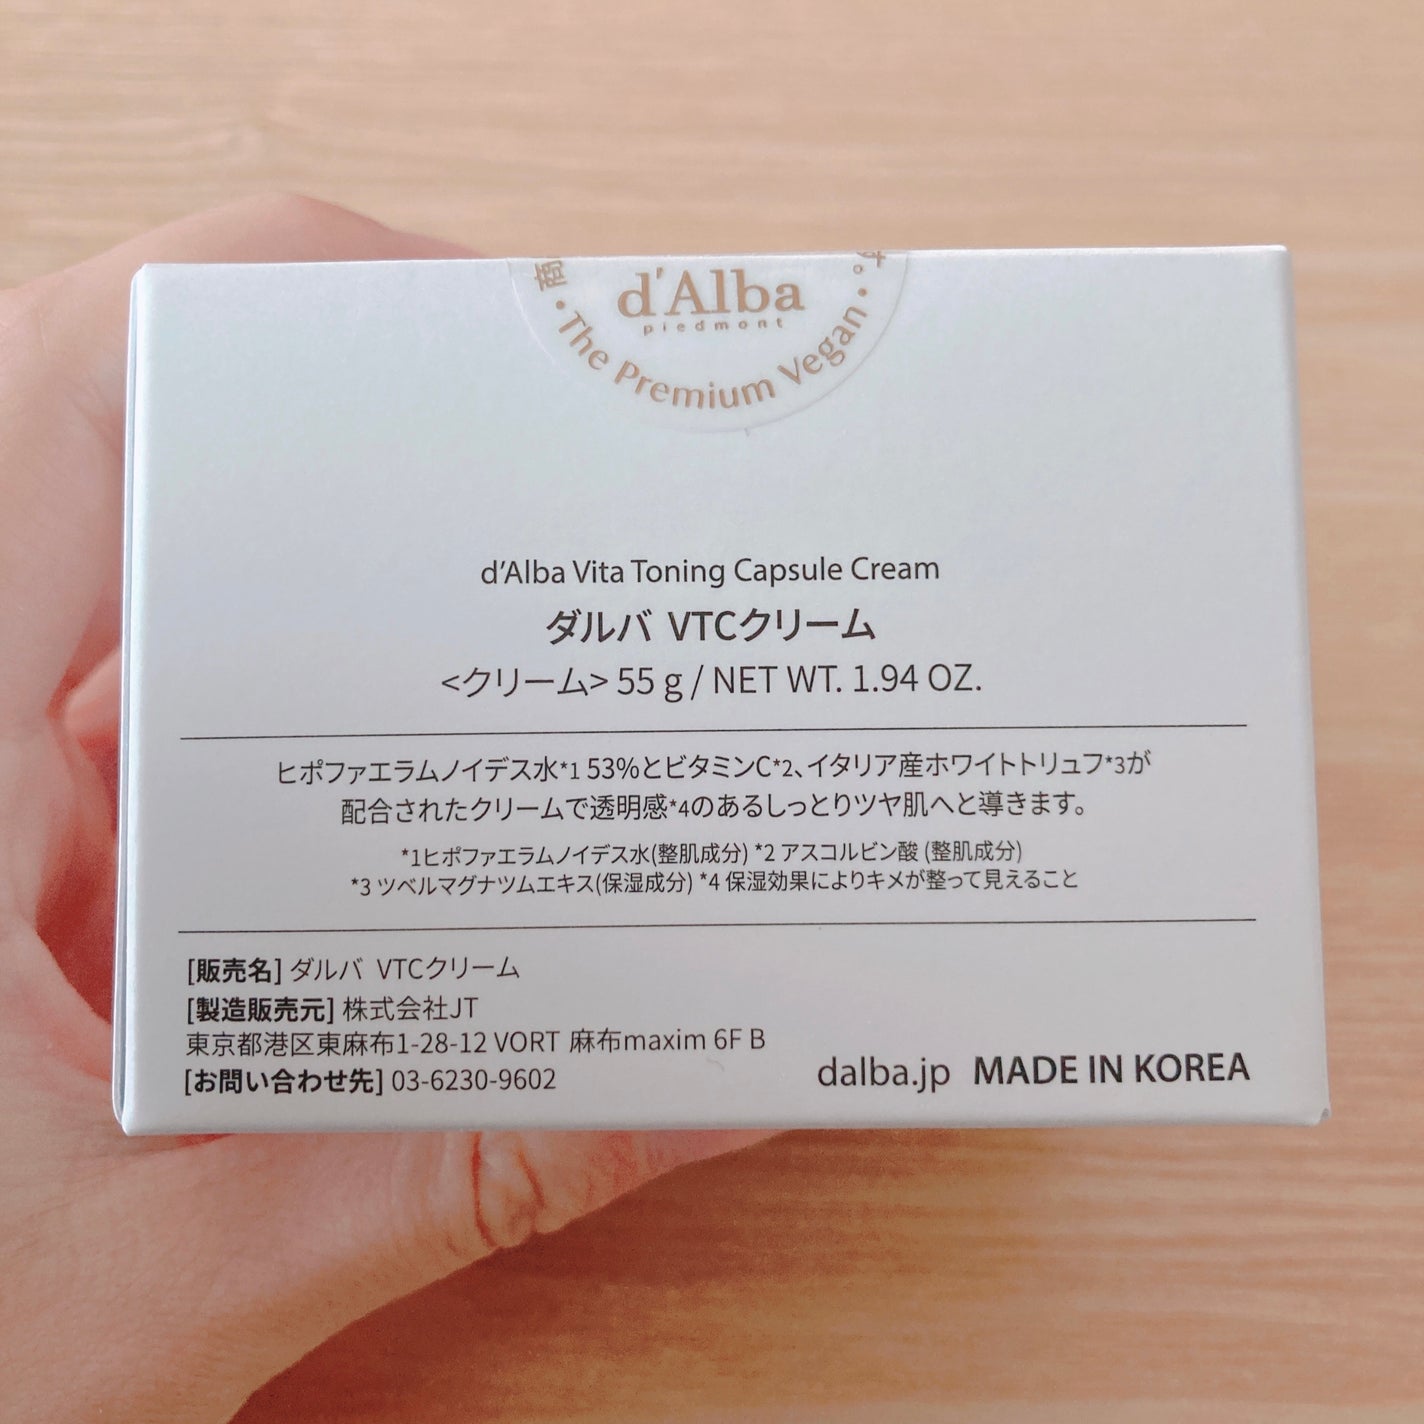 商
す。
d'Alba
piedmont
• The Premium Vegan •
d'Alba Vita Toning Capsule Cream
ダルバ VTCクリーム
<クリーム> 55 g / NET WT. 1.94 OZ.
ヒポファエラムノイデス水*1 53%とビタミンC*2、イタリア産ホワイトトリュフ*3が
配合されたクリームで透明感*4のあるしっとりツヤ肌へと導きます。
*1ヒポファエラムノイデス水(整肌成分) *2 アスコルビン酸 (整肌成分)
*3 ツベルマグナツムエキス(保湿成分) *4 保湿効果によりキメが整って見えること
[販売名] ダルバ VTCクリーム
[製造販売元] 株式会社JT
東京都港区東麻布1-28-12 VORT 麻布maxim 6F B
[お問い合わせ先] 03-6230-9602
dalba.jp MADE IN KOREA